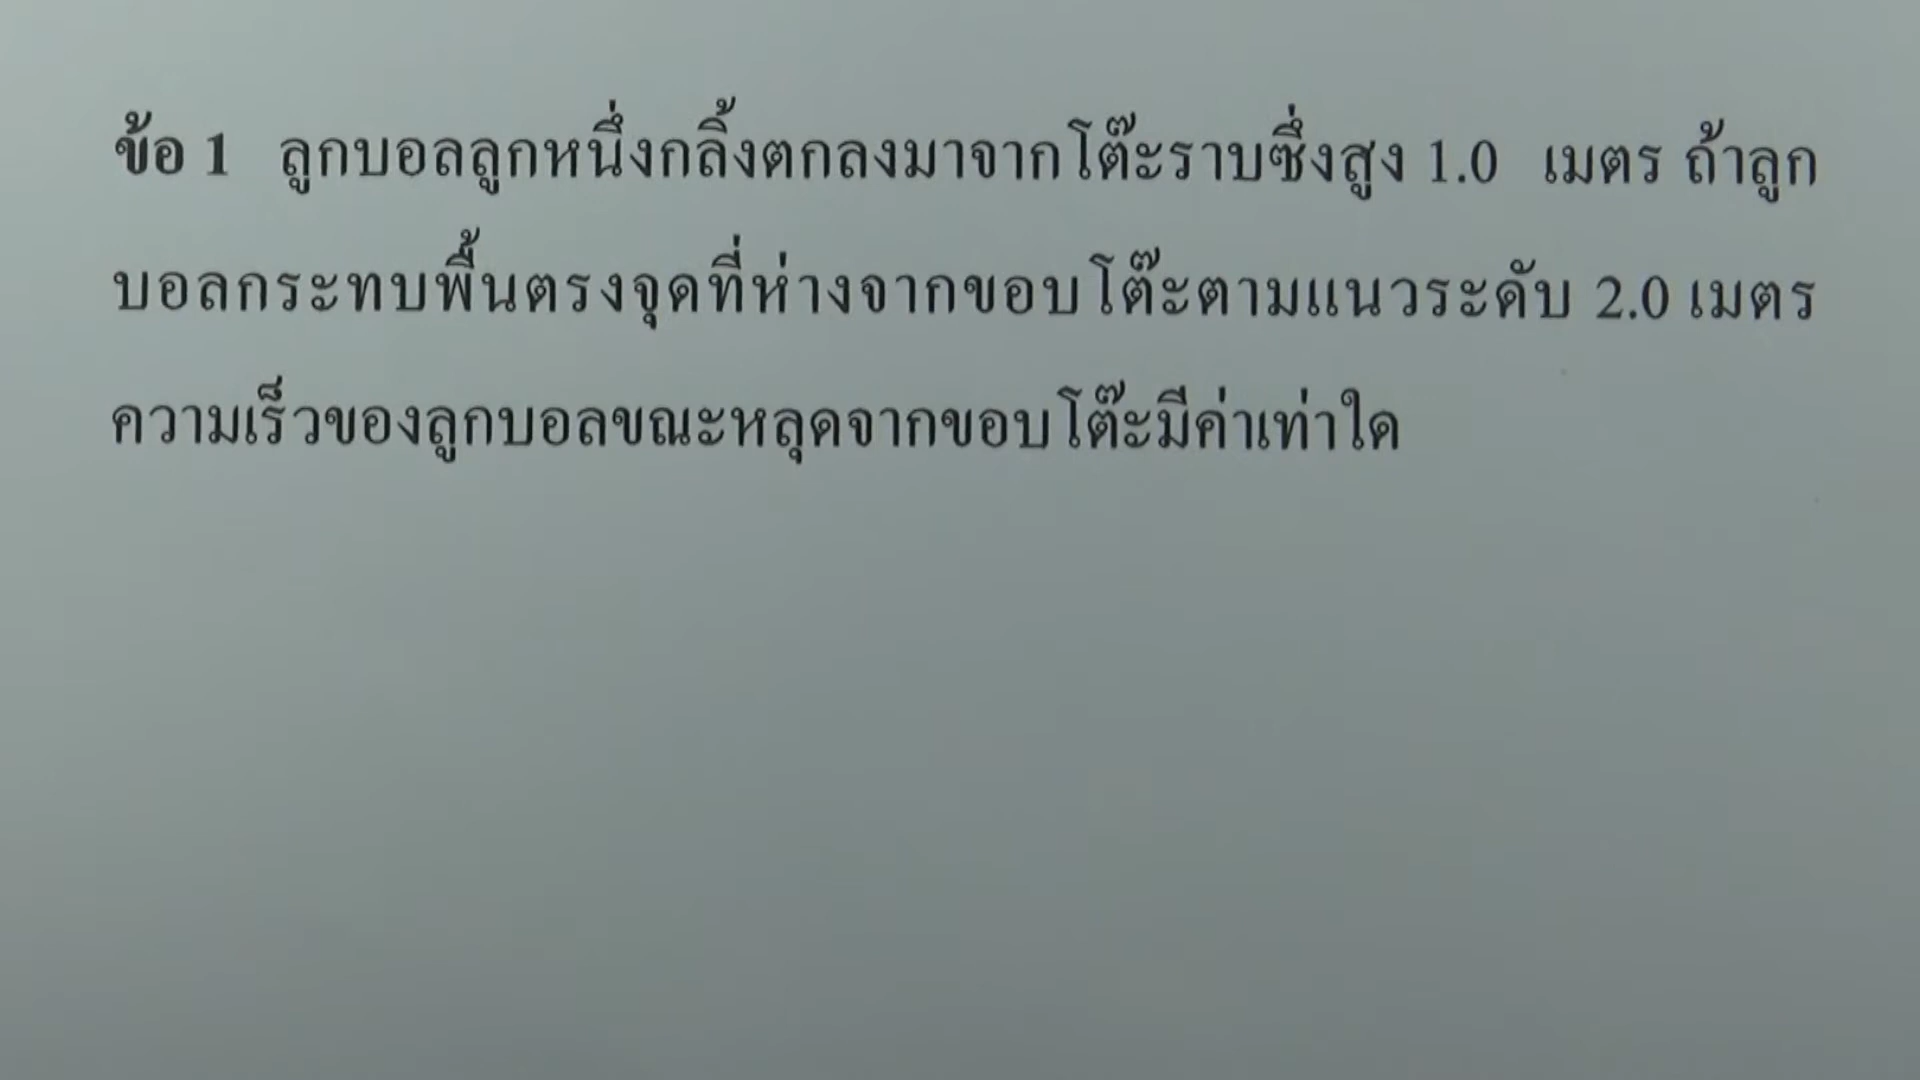 ข้อ 1 ลูกบอลลูกหนึ่งกลิ้งตกลงมาจากโต๊ะราบซึ่งสูง 1.0 เมตร ถ้าลูก
บอลกระทบพื้นตรงจุดที่ห่างจากขอบโต๊ะตามแนวระดับ 2.0 เมตร
ความเร็วของลูกบอลขณะหลุดจากขอบโต๊ะมีค่าเท่าใด